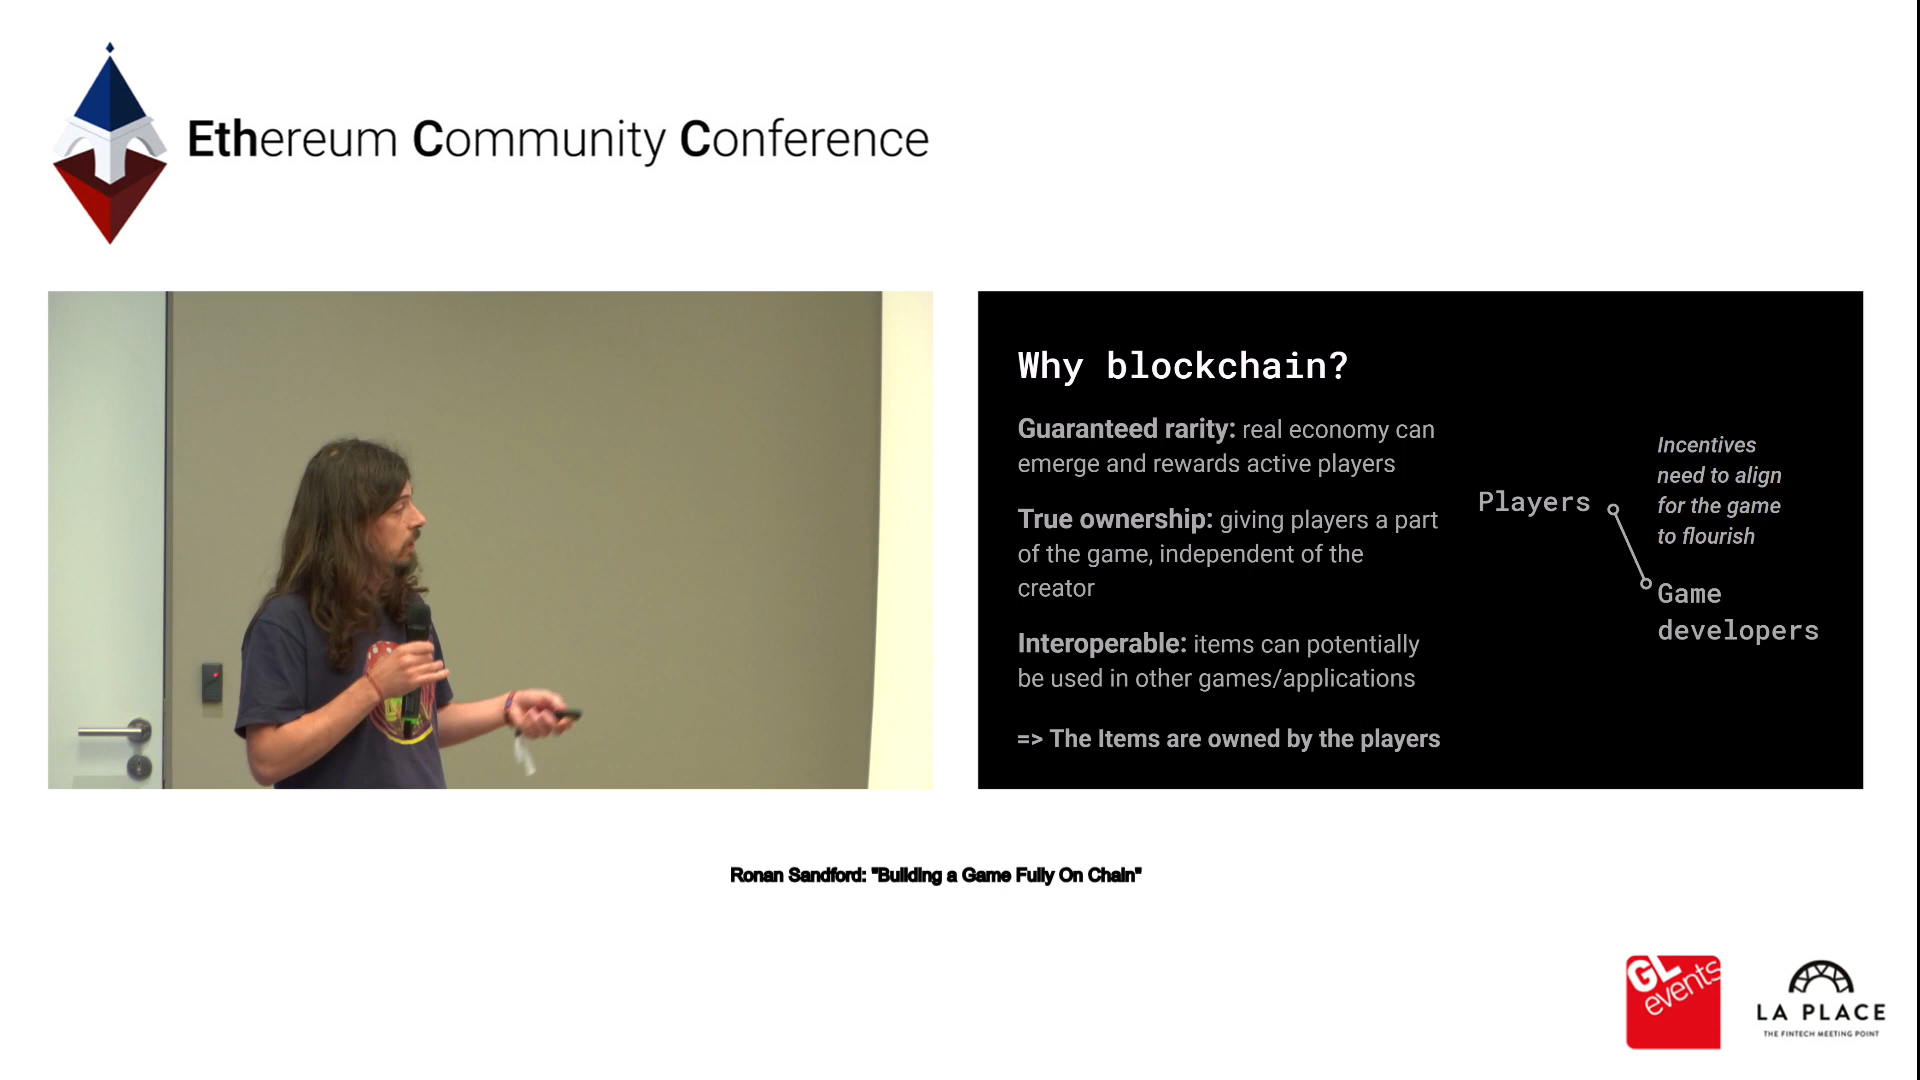 Ethereum Community Conference
Why blockchain?
Guaranteed rarity: real economy can
emerge and rewards active players
True ownership: giving players a part
of the game, independent of the
creator
Interoperable: items can potentially
be used in other games/applications
=> The Items are owned by the players
Players
Incentives
need to align
for the game
to flourish
Game
developers
Ronan Sandford: "Building a Game Fully On Chain"
GL
events
LA PLACE
THE FINTECH MEETING POINT